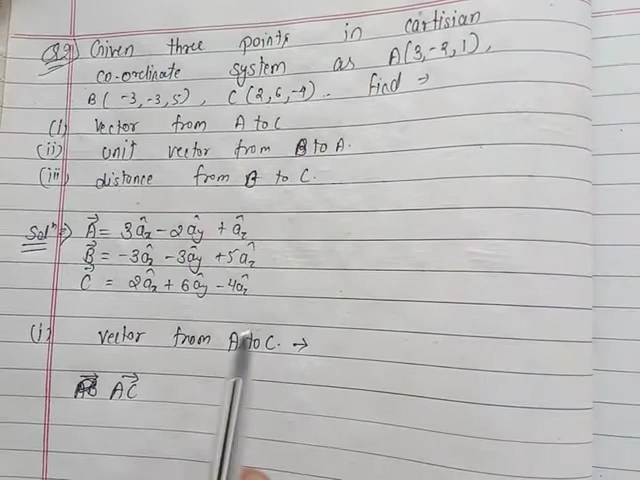 Q9) Given three points in cartisian
co-ordinate system as A(3,-2,1),
B(-3,-3,5), C(2,6,-4). find →
(i) vector from A to C
(ii) unit vector from B to A.
(iii) distance from B to C.
Solⁿ ⇒ A⃗ = 3âx - 2ây + âz
B⃗ = -3âx - 3ây + 5âz
C⃗ = 2âx + 6ây - 4âz
(i) vector from A to C. →
AC⃗